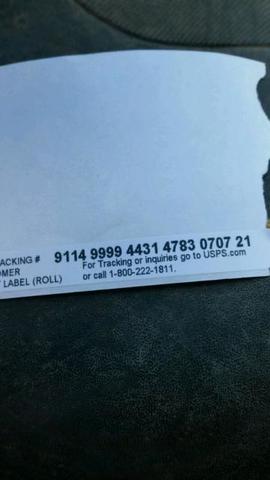 ACKING # 9114 9999 4431 4783 0707 21
OMER For Tracking or inquiries go to USPS.com
LABEL (ROLL) or call 1-800-222-1811.